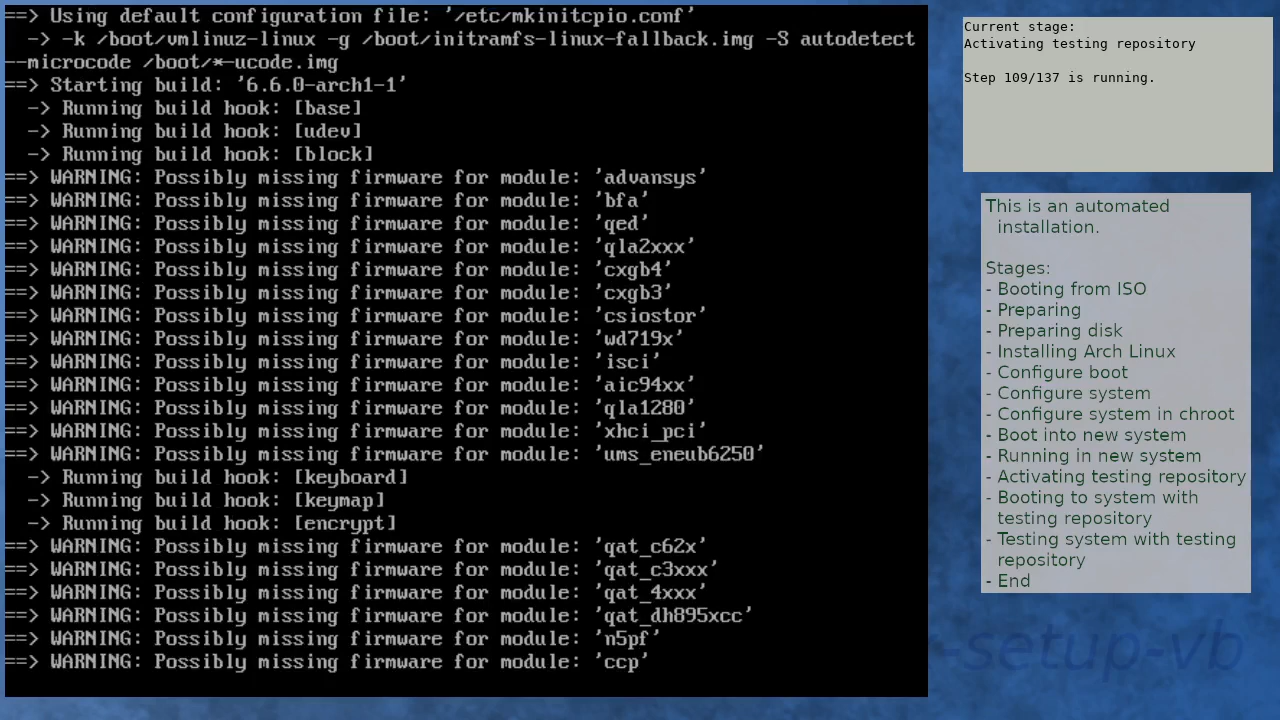 ==> Using default configuration file: '/etc/mkinitcpio.conf'
-> -k /boot/vmlinuz-linux -g /boot/initramfs-linux-fallback.img -S autodetect
--microcode /boot/*-ucode.img
==> Starting build: '6.6.0-arch1-1'
-> Running build hook: [base]
-> Running build hook: [udev]
-> Running build hook: [block]
==> WARNING: Possibly missing firmware for module: 'advansys'
==> WARNING: Possibly missing firmware for module: 'bfa'
==> WARNING: Possibly missing firmware for module: 'qed'
==> WARNING: Possibly missing firmware for module: 'qla2xxx'
==> WARNING: Possibly missing firmware for module: 'cxgb4'
==> WARNING: Possibly missing firmware for module: 'cxgb3'
==> WARNING: Possibly missing firmware for module: 'csiostor'
==> WARNING: Possibly missing firmware for module: 'wd719x'
==> WARNING: Possibly missing firmware for module: 'isci'
==> WARNING: Possibly missing firmware for module: 'aic94xx'
==> WARNING: Possibly missing firmware for module: 'qla1280'
==> WARNING: Possibly missing firmware for module: 'xhci_pci'
==> WARNING: Possibly missing firmware for module: 'ums_eneub6250'
-> Running build hook: [keyboard]
-> Running build hook: [keymap]
-> Running build hook: [encrypt]
==> WARNING: Possibly missing firmware for module: 'qat_c62x'
==> WARNING: Possibly missing firmware for module: 'qat_c3xxx'
==> WARNING: Possibly missing firmware for module: 'qat_4xxx'
==> WARNING: Possibly missing firmware for module: 'qat_dh895xcc'
==> WARNING: Possibly missing firmware for module: 'n5pf'
==> WARNING: Possibly missing firmware for module: 'ccp'
Current stage:
Activating testing repository
Step 109/137 is running.
This is an automated
installation.
Stages:
- Booting from ISO
- Preparing
- Preparing disk
- Installing Arch Linux
- Configure boot
- Configure system
- Configure system in chroot
- Boot into new system
- Running in new system
- Activating testing repository
- Booting to system with
testing repository
- Testing system with testing
repository
- End
-setup-vb